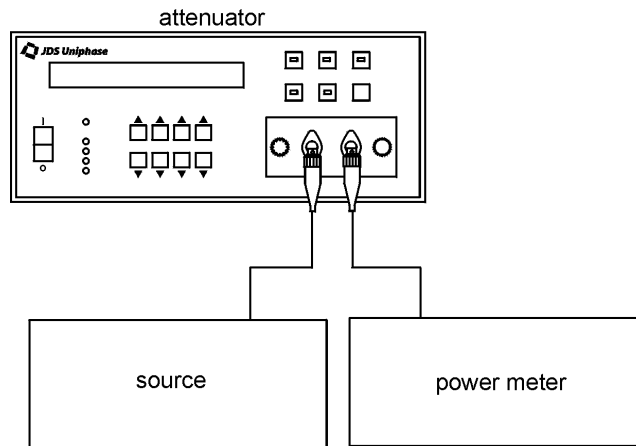 attenuator
JDS Uniphase
I
O
source
power meter